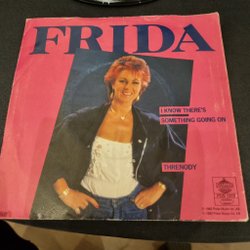 FRIDA
I KNOW THERE'S
SOMETHING GOING ON
THRENODY